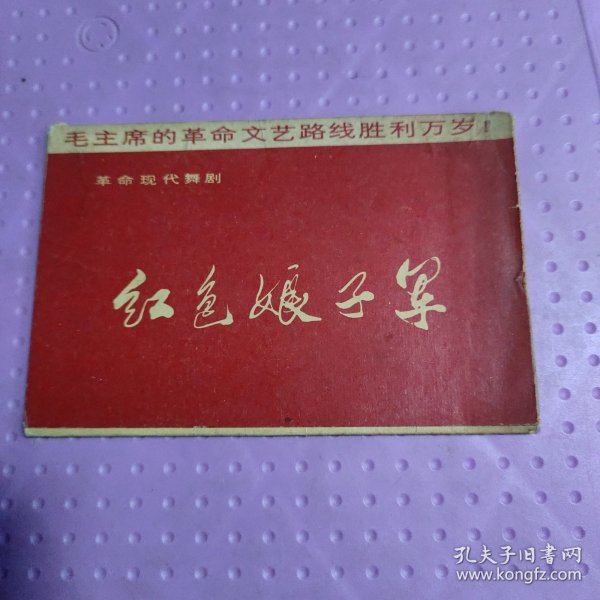 毛主席的革命文艺路线胜利万岁！
革命现代舞剧
红色娘子军
孔夫子旧書网
www.kongfz.com